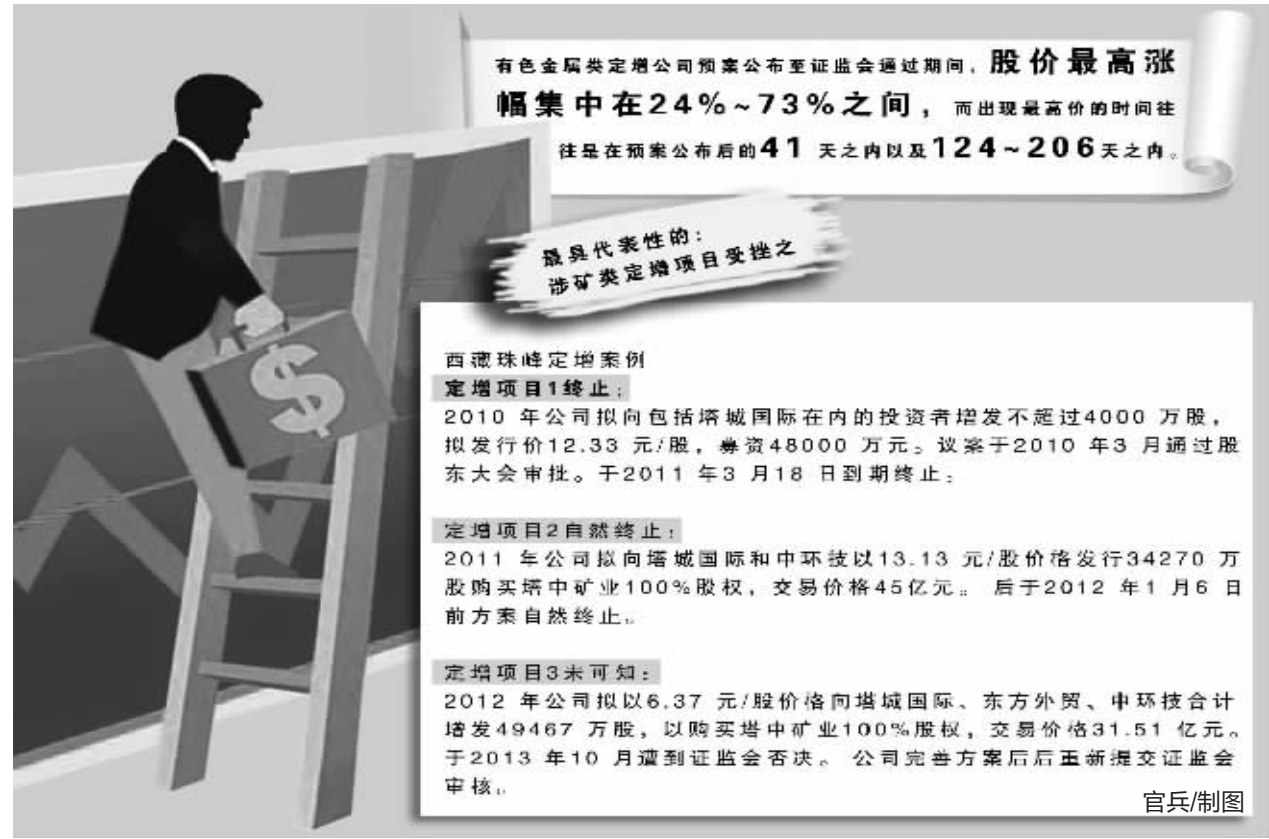 有色金属类定增公司预案公布至证监会通过期间，股价最高涨
幅集中在24%~73%之间，而出现最高价的时间往
往是在预案公布后的41 天之内以及124~206天之内。
最具代表性的：
涉矿类定增项目受挫之
$
西藏珠峰定增案例
定增项目1终止：
2010 年公司拟向包括塔城国际在内的投资者增发不超过4000 万股，
拟发行价12.33 元/股，募资48000 万元。议案于2010 年3 月通过股
东大会审批。于2011 年3 月18 日到期终止；
定增项目2自然终止：
2011 年公司拟向塔城国际和中环技以13.13 元/股价格发行34270 万
股购买塔中矿业100%股权，交易价格45亿元。 后于2012 年1 月6 日
前方案自然终止。
定增项目3未可知：
2012 年公司拟以6.37 元/股价格向塔城国际、东方外贸、中环技合计
增发49467 万股，以购买塔中矿业100%股权，交易价格31.51 亿元。
于2013 年10 月遭到证监会否决。 公司完善方案后后重新提交证监会
审核。
官兵/制图